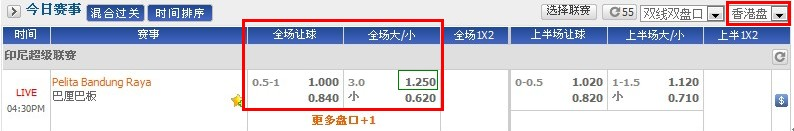 今日赛事 混合过关 时间排序 选择联赛 55 双线双盘口 香港盘
时间 赛事 全场让球 全场大/小 全场1X2 上半场让球 上半场大/小 上半1X2
印尼超级联赛
LIVE
04:30PM
Pelita Bandung Raya 0.5-1 1.000 3.0 1.250 0-0.5 1.020 1-1.5 1.120
巴厘巴板 0.840 小 0.620 0.820 小 0.710
更多盘口+1